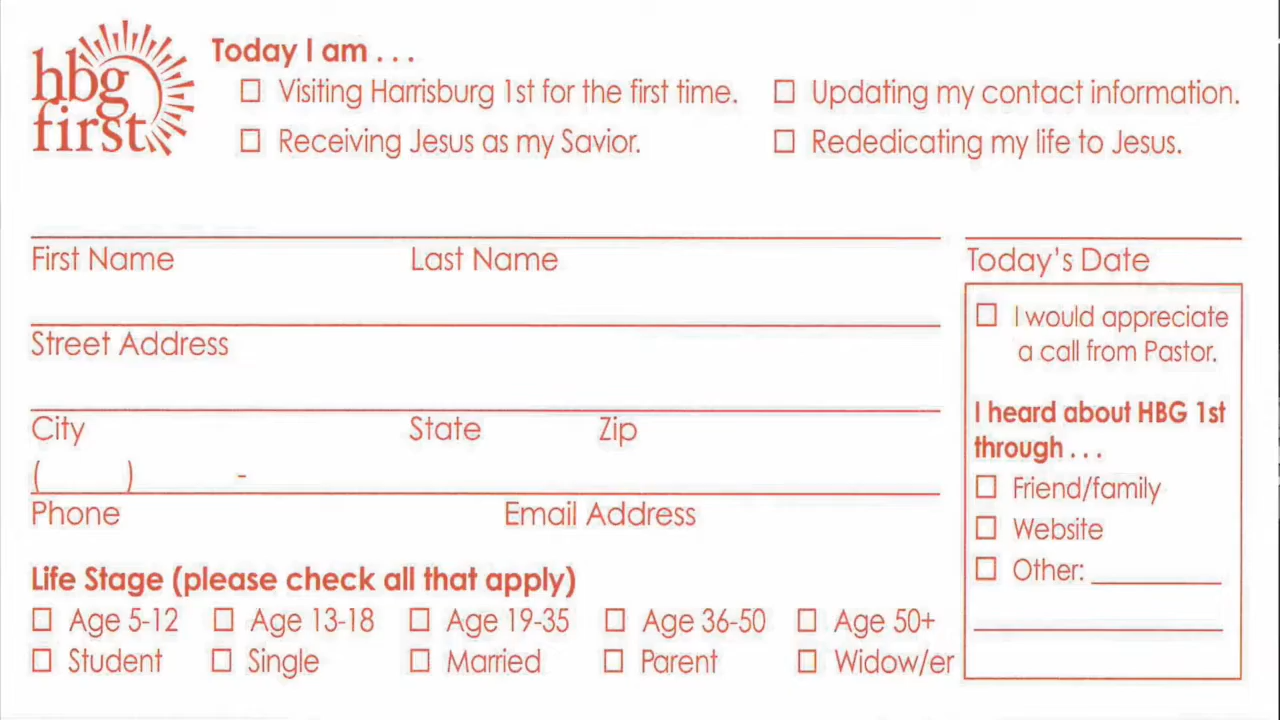 hbg
first
Today I am . . .
☐ Visiting Harrisburg 1st for the first time. ☐ Updating my contact information.
☐ Receiving Jesus as my Savior. ☐ Rededicating my life to Jesus.
First Name Last Name Today's Date
Street Address
City State Zip
( ) -
Phone Email Address
☐ I would appreciate
a call from Pastor.
I heard about HBG 1st
through . . .
☐ Friend/family
☐ Website
☐ Other: ____________
Life Stage (please check all that apply)
☐ Age 5-12 ☐ Age 13-18 ☐ Age 19-35 ☐ Age 36-50 ☐ Age 50+
☐ Student ☐ Single ☐ Married ☐ Parent ☐ Widow/er